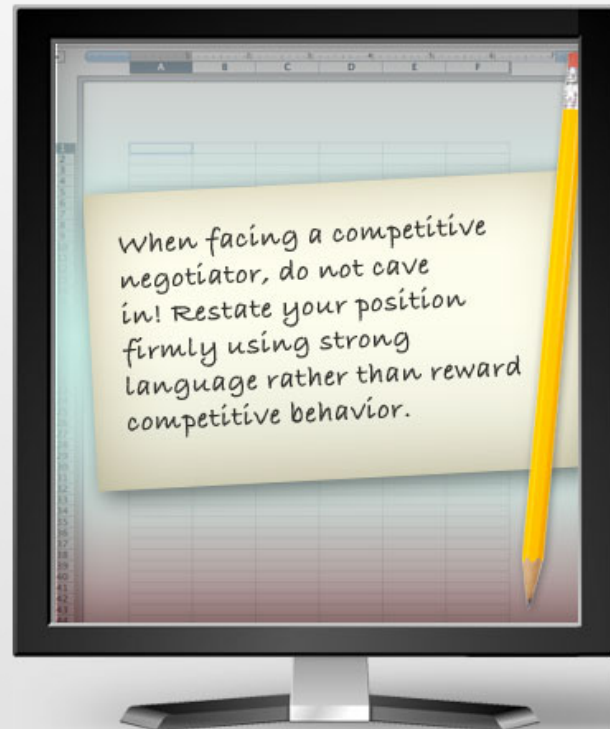 A B C D E F
When facing a competitive
negotiator, do not cave
in! Restate your position
firmly using strong
language rather than reward
competitive behavior.